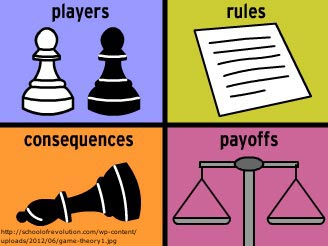 players
rules
consequences
payoffs
http://schoolofrevolution.com/wp-content/
uploads/2012/06/game-theory1.jpg